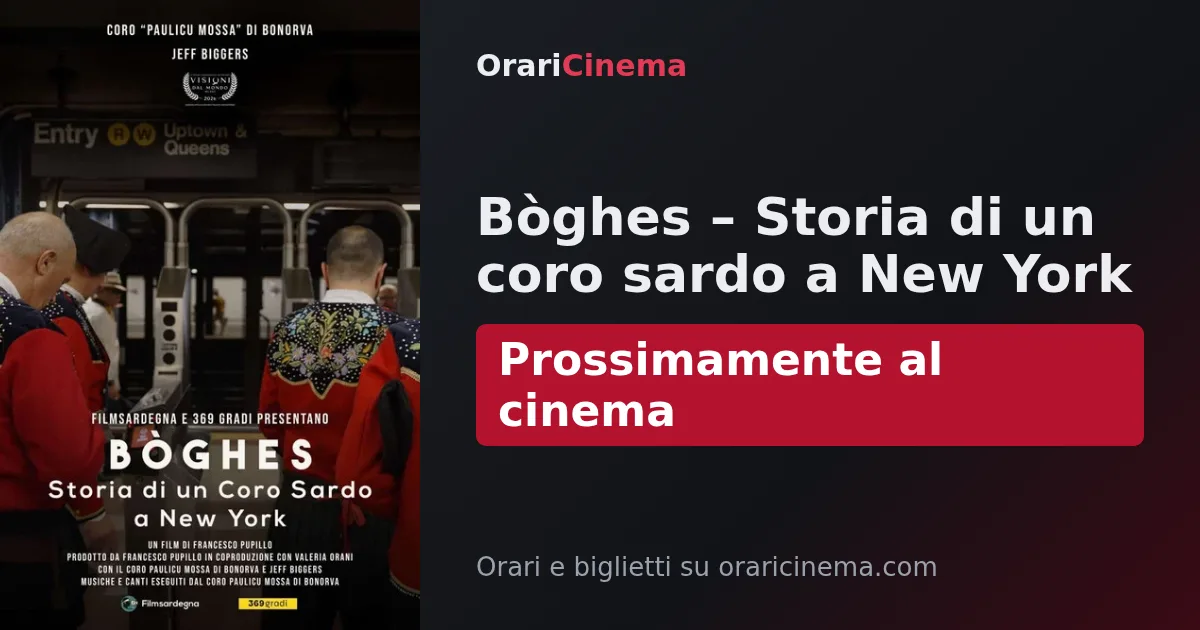 CORO “PAULICU MOSSA” DI BONORVA
JEFF BIGGERS
VISIONI
DAL MONDO
2024
Entry R W Uptown &
Queens
FILMSARDEGNA E 369 GRADI PRESENTANO
BÒGHES
Storia di un Coro Sardo
a New York
UN FILM DI FRANCESCO PUPILLO
PRODOTTO DA FRANCESCO PUPILLO IN COPRODUZIONE CON VALERIA ORANI
CON IL CORO PAULICU MOSSA DI BONORVA E JEFF BIGGERS
MUSICHE E CANTI ESEGUITI DAL CORO PAULICU MOSSA DI BONORVA
Filmsardegna
369gradi
OrariCinema
Bòghes – Storia di un
coro sardo a New York
Prossimamente al
cinema
Orari e biglietti su oraricinema.com